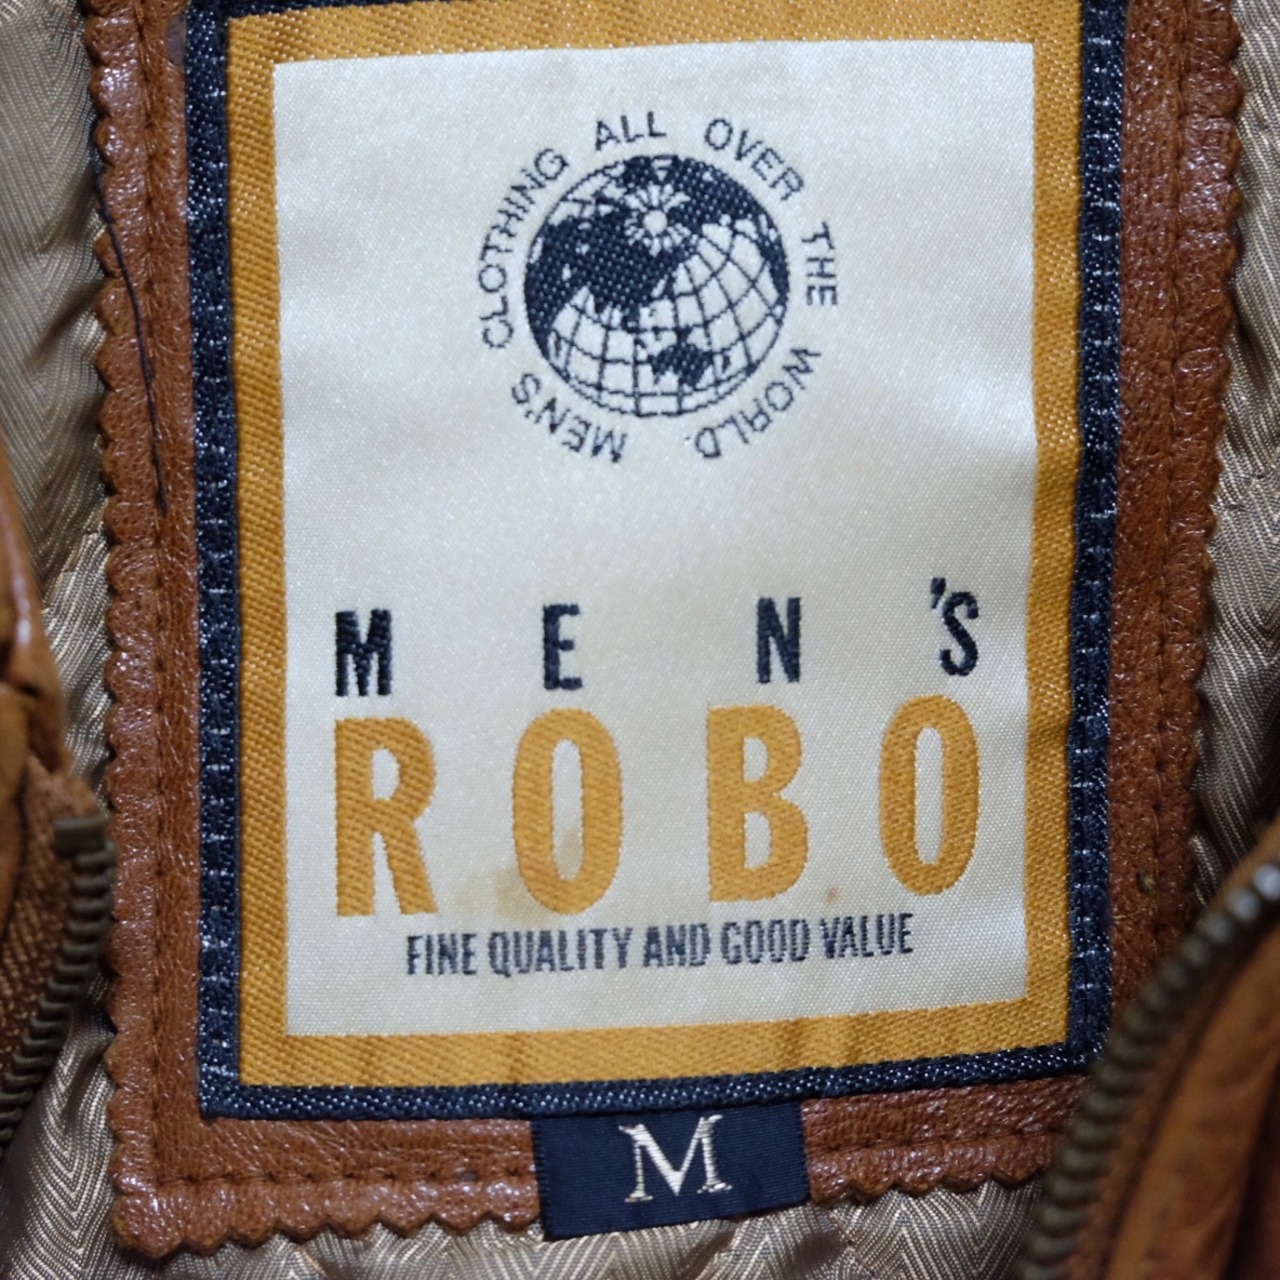 MEN'S CLOTHING ALL OVER THE WORLD.
MEN'S
ROBO
FINE QUALITY AND GOOD VALUE
M